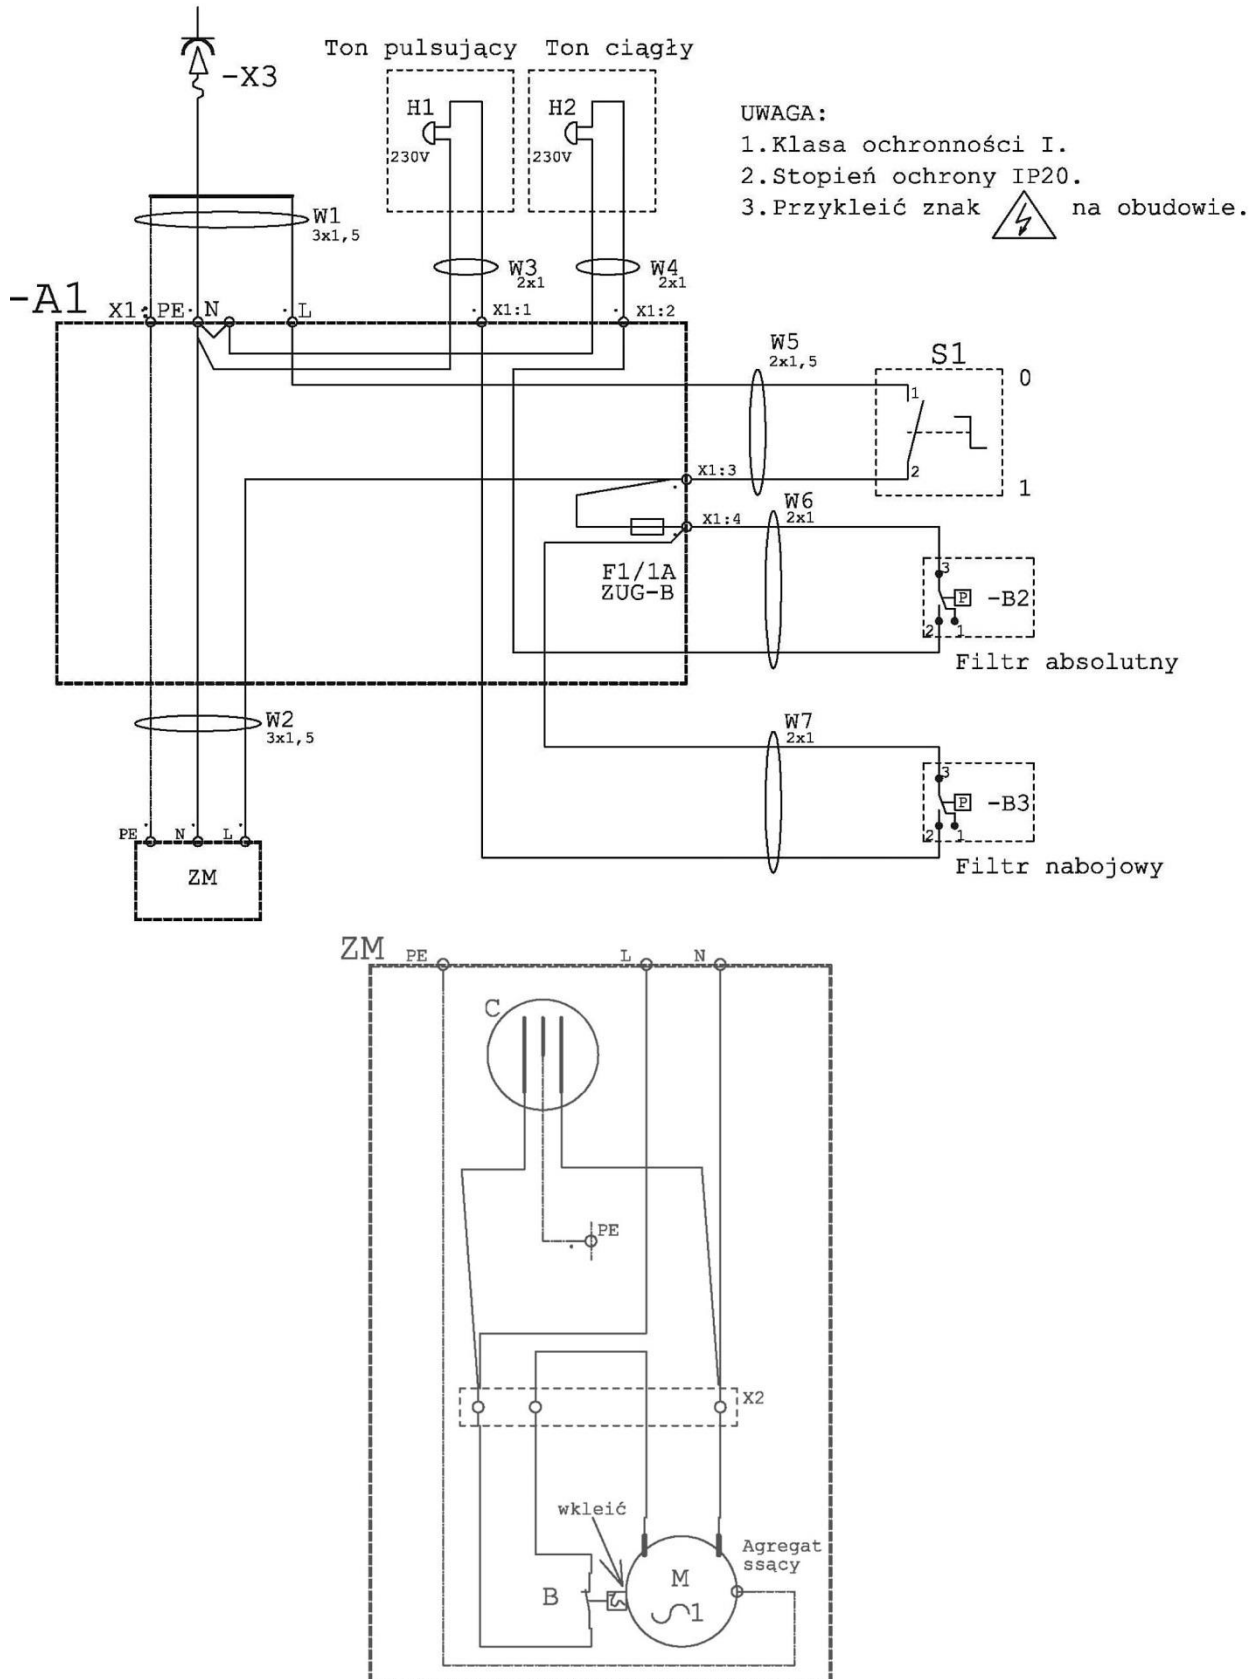 -X3
Ton pulsujący
Ton ciągły
H1
230V
H2
230V
UWAGA:
1.Klasa ochronności I.
2.Stopień ochrony IP20.
3.Przykleić znak na obudowie.
W1
3x1,5
W3
2x1
W4
2x1
-A1
X1:
PE
N
L
X1:1
X1:2
W5
2x1,5
S1
0
1
1
2
X1:3
X1:4
W6
2x1
F1/1A
ZUG-B
3
P
-B2
2
1
Filtr absolutny
W2
3x1,5
W7
2x1
3
P
-B3
2
1
Filtr nabojowy
PE
N
L
ZM
ZM
PE
L
N
C
PE
X2
wkleić
Agregat
ssący
B
M
1